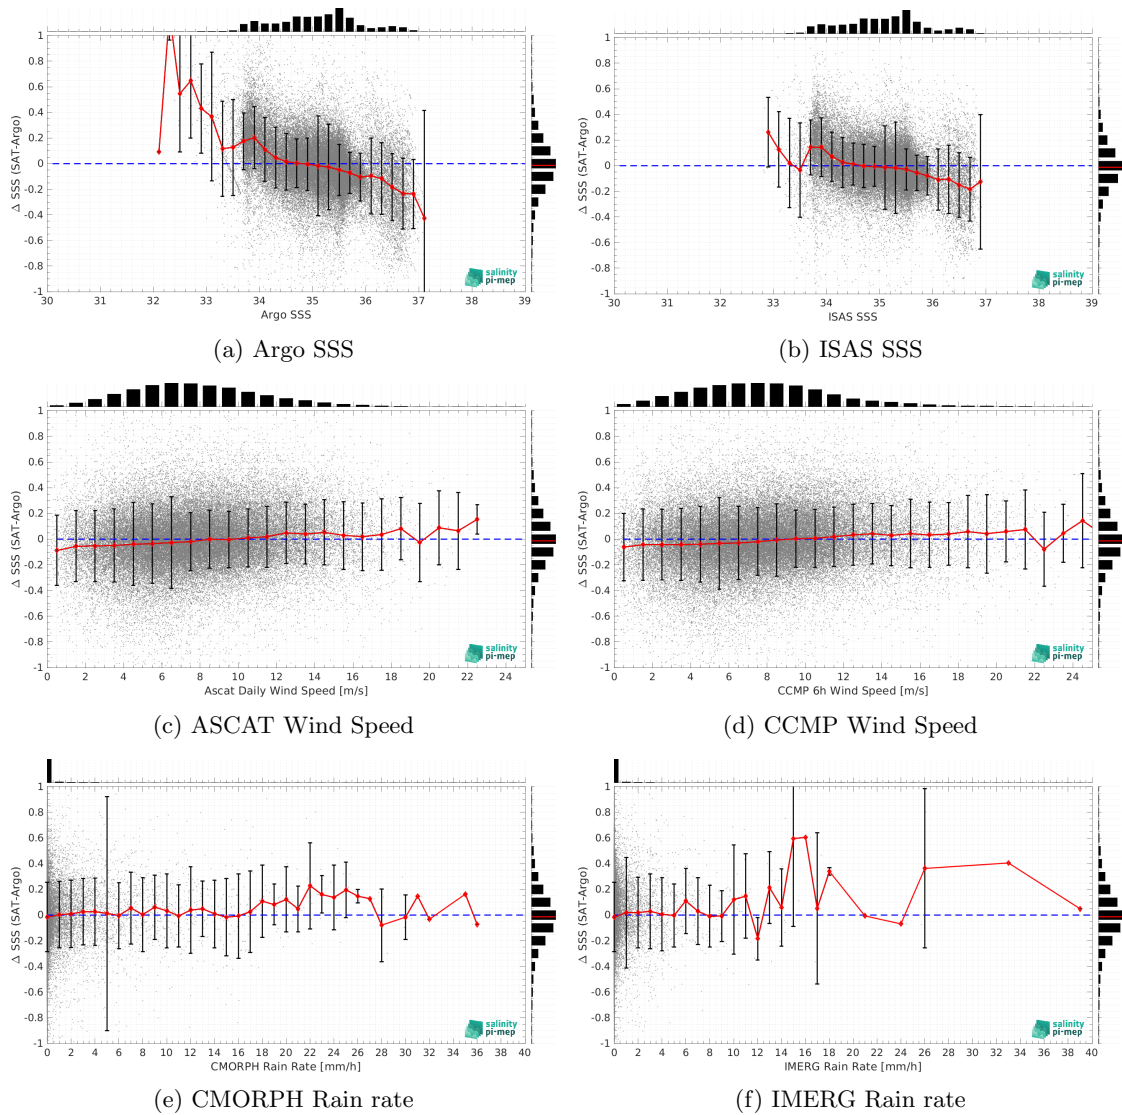 1
0.8
0.6
0.4
0.2
0
-0.2
-0.4
-0.6
-0.8
-1
Δ SSS (SAT-Argo)
30 31 32 33 34 35 36 37 38 39
Argo SSS
salinity
pi-mep
(a) Argo SSS
1
0.8
0.6
0.4
0.2
0
-0.2
-0.4
-0.6
-0.8
-1
Δ SSS (SAT-Argo)
30 31 32 33 34 35 36 37 38 39
ISAS SSS
salinity
pi-mep
(b) ISAS SSS
1
0.8
0.6
0.4
0.2
0
-0.2
-0.4
-0.6
-0.8
-1
Δ SSS (SAT-Argo)
0 2 4 6 8 10 12 14 16 18 20 22 24
Ascat Daily Wind Speed [m/s]
salinity
pi-mep
(c) ASCAT Wind Speed
1
0.8
0.6
0.4
0.2
0
-0.2
-0.4
-0.6
-0.8
-1
Δ SSS (SAT-Argo)
0 2 4 6 8 10 12 14 16 18 20 22 24
CCMP 6h Wind Speed [m/s]
salinity
pi-mep
(d) CCMP Wind Speed
1
0.8
0.6
0.4
0.2
0
-0.2
-0.4
-0.6
-0.8
-1
Δ SSS (SAT-Argo)
0 2 4 6 8 10 12 14 16 18 20 22 24 26 28 30 32 34 36 38 40
CMORPH Rain Rate [mm/h]
salinity
pi-mep
(e) CMORPH Rain rate
1
0.8
0.6
0.4
0.2
0
-0.2
-0.4
-0.6
-0.8
-1
Δ SSS (SAT-Argo)
0 2 4 6 8 10 12 14 16 18 20 22 24 26 28 30 32 34 36 38 40
IMERG Rain Rate [mm/h]
salinity
pi-mep
(f) IMERG Rain rate